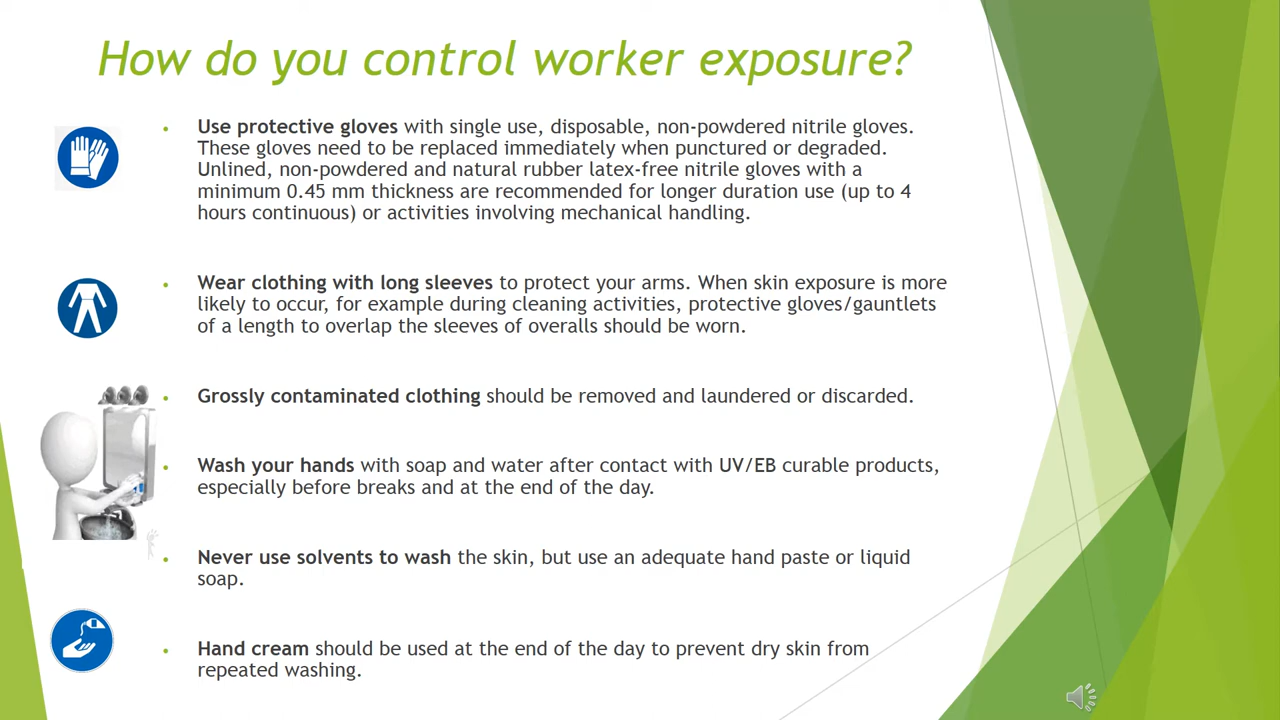 How do you control worker exposure?
• Use protective gloves with single use, disposable, non-powdered nitrile gloves.
These gloves need to be replaced immediately when punctured or degraded.
Unlined, non-powdered and natural rubber latex-free nitrile gloves with a
minimum 0.45 mm thickness are recommended for longer duration use (up to 4
hours continuous) or activities involving mechanical handling.
• Wear clothing with long sleeves to protect your arms. When skin exposure is more
likely to occur, for example during cleaning activities, protective gloves/gauntlets
of a length to overlap the sleeves of overalls should be worn.
• Grossly contaminated clothing should be removed and laundered or discarded.
• Wash your hands with soap and water after contact with UV/EB curable products,
especially before breaks and at the end of the day.
• Never use solvents to wash the skin, but use an adequate hand paste or liquid
soap.
• Hand cream should be used at the end of the day to prevent dry skin from
repeated washing.